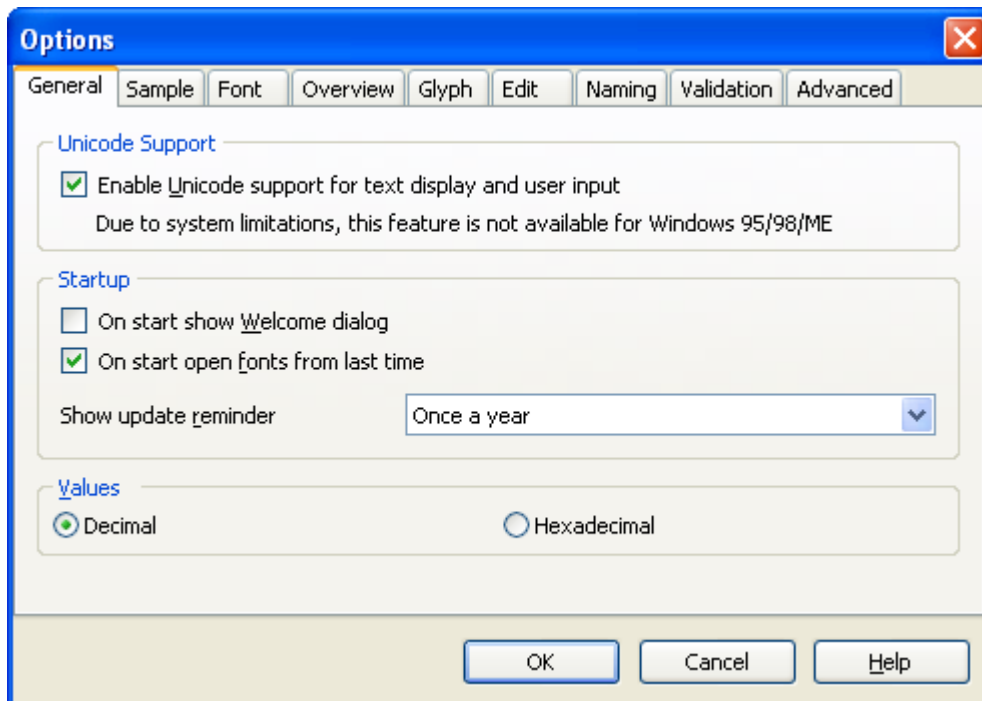 Options
General Sample Font Overview Glyph Edit Naming Validation Advanced
Unicode Support
Enable Unicode support for text display and user input
Due to system limitations, this feature is not available for Windows 95/98/ME
Startup
On start show Welcome dialog
On start open fonts from last time
Show update reminder Once a year
Values
Decimal Hexadecimal
OK Cancel Help